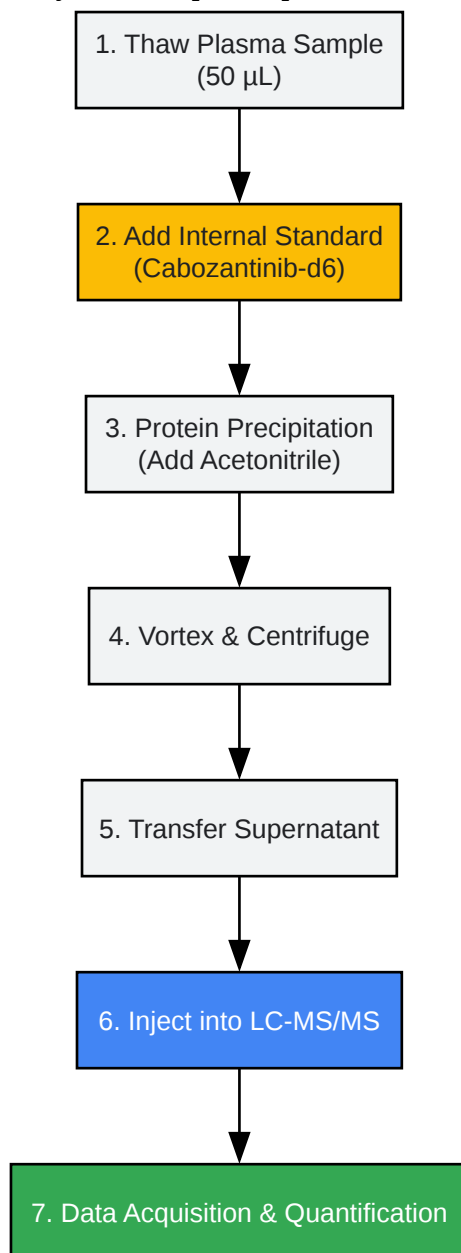 1. Thaw Plasma Sample
(50 µL)
2. Add Internal Standard
(Cabozantinib-d6)
3. Protein Precipitation
(Add Acetonitrile)
4. Vortex & Centrifuge
5. Transfer Supernatant
6. Inject into LC-MS/MS
7. Data Acquisition & Quantification